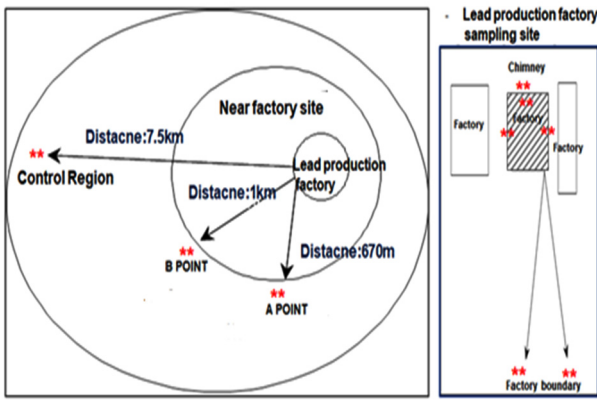 Near factory site
Distacne:7.5km
**
Control Region
Lead production
factory
Distacne:1km
Distacne:670m
**
B POINT
**
A POINT
- Lead production factory
sampling site
Chimney
**
**
Factory
Factory
Factory
**
**
**
**
Factory boundary